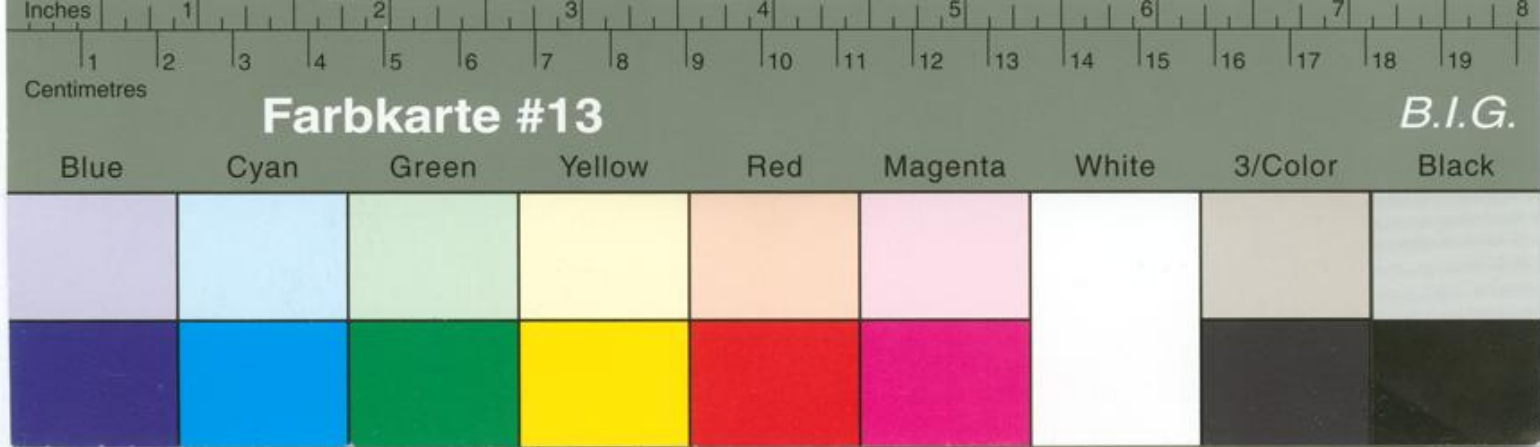 Inches 1 2 3 4 5 6 7 8
1 2 3 4 5 6 7 8 9 10 11 12 13 14 15 16 17 18 19
Centimetres
Farbkarte #13 B.I.G.
Blue Cyan Green Yellow Red Magenta White 3/Color Black